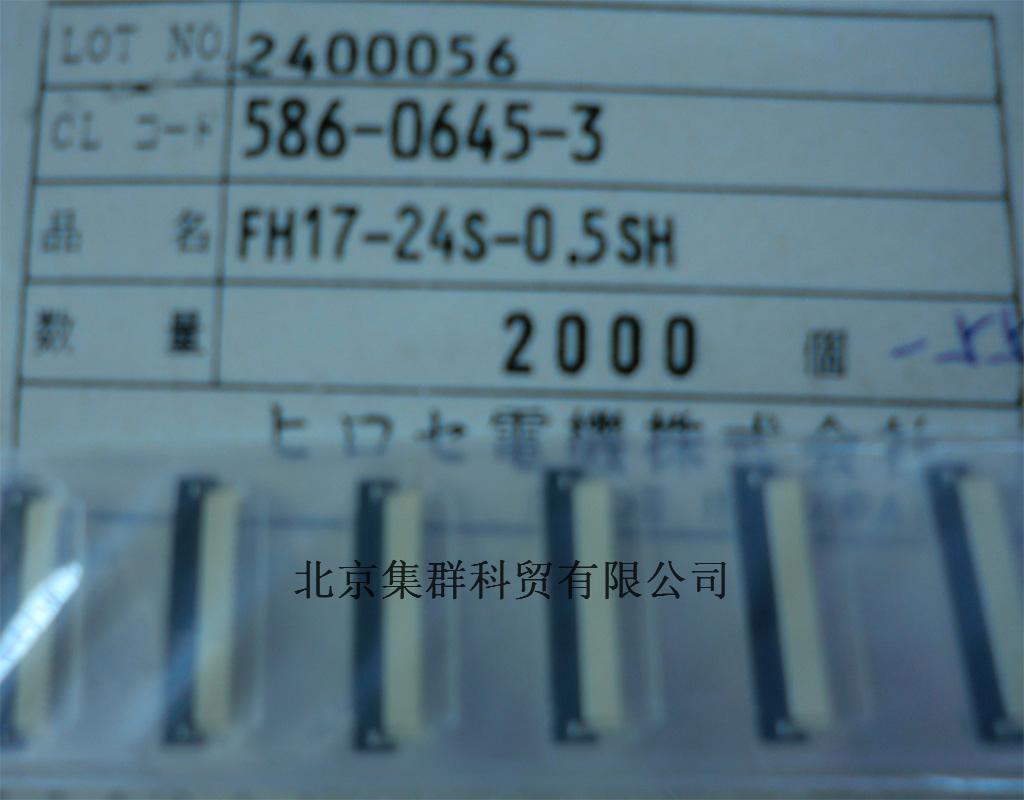 LOT NO. 2400056
CL コード 586-0645-3
品 名 FH17-24S-0.5SH
数 量 2000 個
ヒロセ電機株式会社
北京集群科贸有限公司